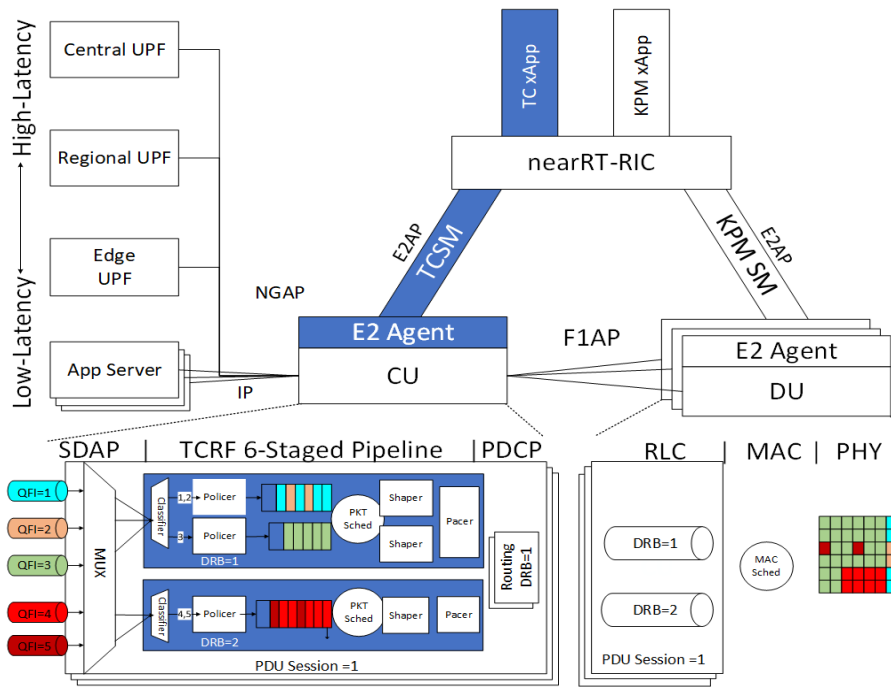 High-Latency
Low-Latency
Central UPF
Regional UPF
Edge
UPF
App Server
TC xApp
KPM xApp
nearRT-RIC
E2AP
TCSM
KPM SM
E2AP
NGAP
IP
E2 Agent
CU
F1AP
E2 Agent
DU
SDAP | TCRF 6-Staged Pipeline | PDCP
RLC | MAC | PHY
QFI=1
QFI=2
QFI=3
QFI=4
QFI=5
MUX
Classifier
1,2
Policer
3
Policer
DRB=1
PKT
Sched
Shaper
Shaper
Pacer
Classifier
4,5
Policer
DRB=2
PKT
Sched
Shaper
Pacer
Routing
DRB=1
PDU Session =1
DRB=1
DRB=2
PDU Session =1
MAC
Sched